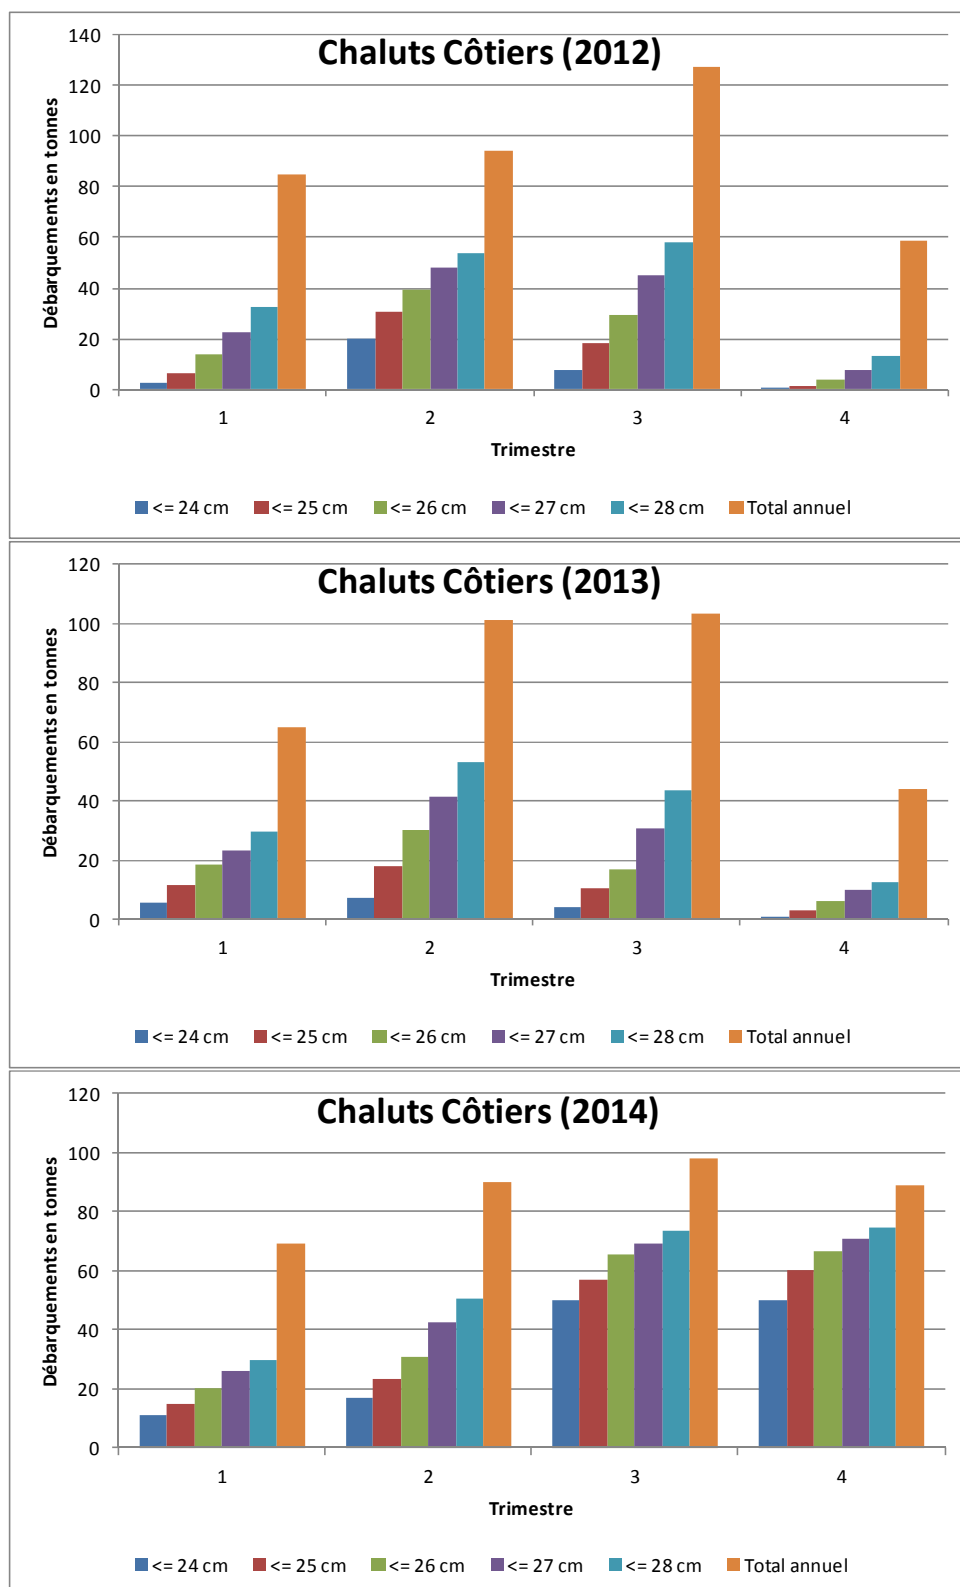 Chaluts Côtiers (2012)
Débarquements en tonnes
140
120
100
80
60
40
20
0
1 2 3 4
Trimestre
<= 24 cm <= 25 cm <= 26 cm <= 27 cm <= 28 cm Total annuel
Chaluts Côtiers (2013)
Débarquements en tonnes
120
100
80
60
40
20
0
1 2 3 4
Trimestre
<= 24 cm <= 25 cm <= 26 cm <= 27 cm <= 28 cm Total annuel
Chaluts Côtiers (2014)
Débarquements en tonnes
120
100
80
60
40
20
0
1 2 3 4
Trimestre
<= 24 cm <= 25 cm <= 26 cm <= 27 cm <= 28 cm Total annuel